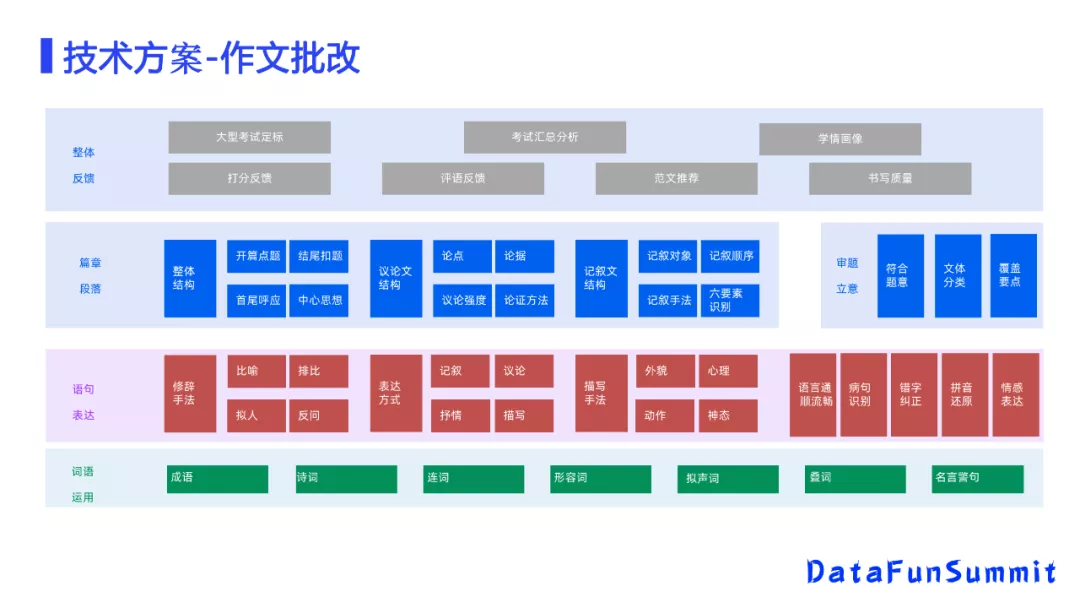 技术方案-作文批改
整体
反馈
大型考试定标
考试汇总分析
学情画像
打分反馈
评语反馈
范文推荐
书写质量
篇章
段落
整体
结构
开篇点题
结尾扣题
首尾呼应
中心思想
议论文
结构
论点
论据
议论强度
论证方法
记叙文
结构
记叙对象
记叙顺序
记叙手法
六要素
识别
审题
立意
符合
题意
文体
分类
覆盖
要点
语句
表达
修辞
手法
比喻
排比
拟人
反问
表达
方式
记叙
议论
抒情
描写
描写
手法
外貌
心理
动作
神态
语言通
顺流畅
病句
识别
错字
纠正
拼音
还原
情感
表达
词语
运用
成语
诗词
连词
形容词
拟声词
叠词
名言警句
DataFunSummit